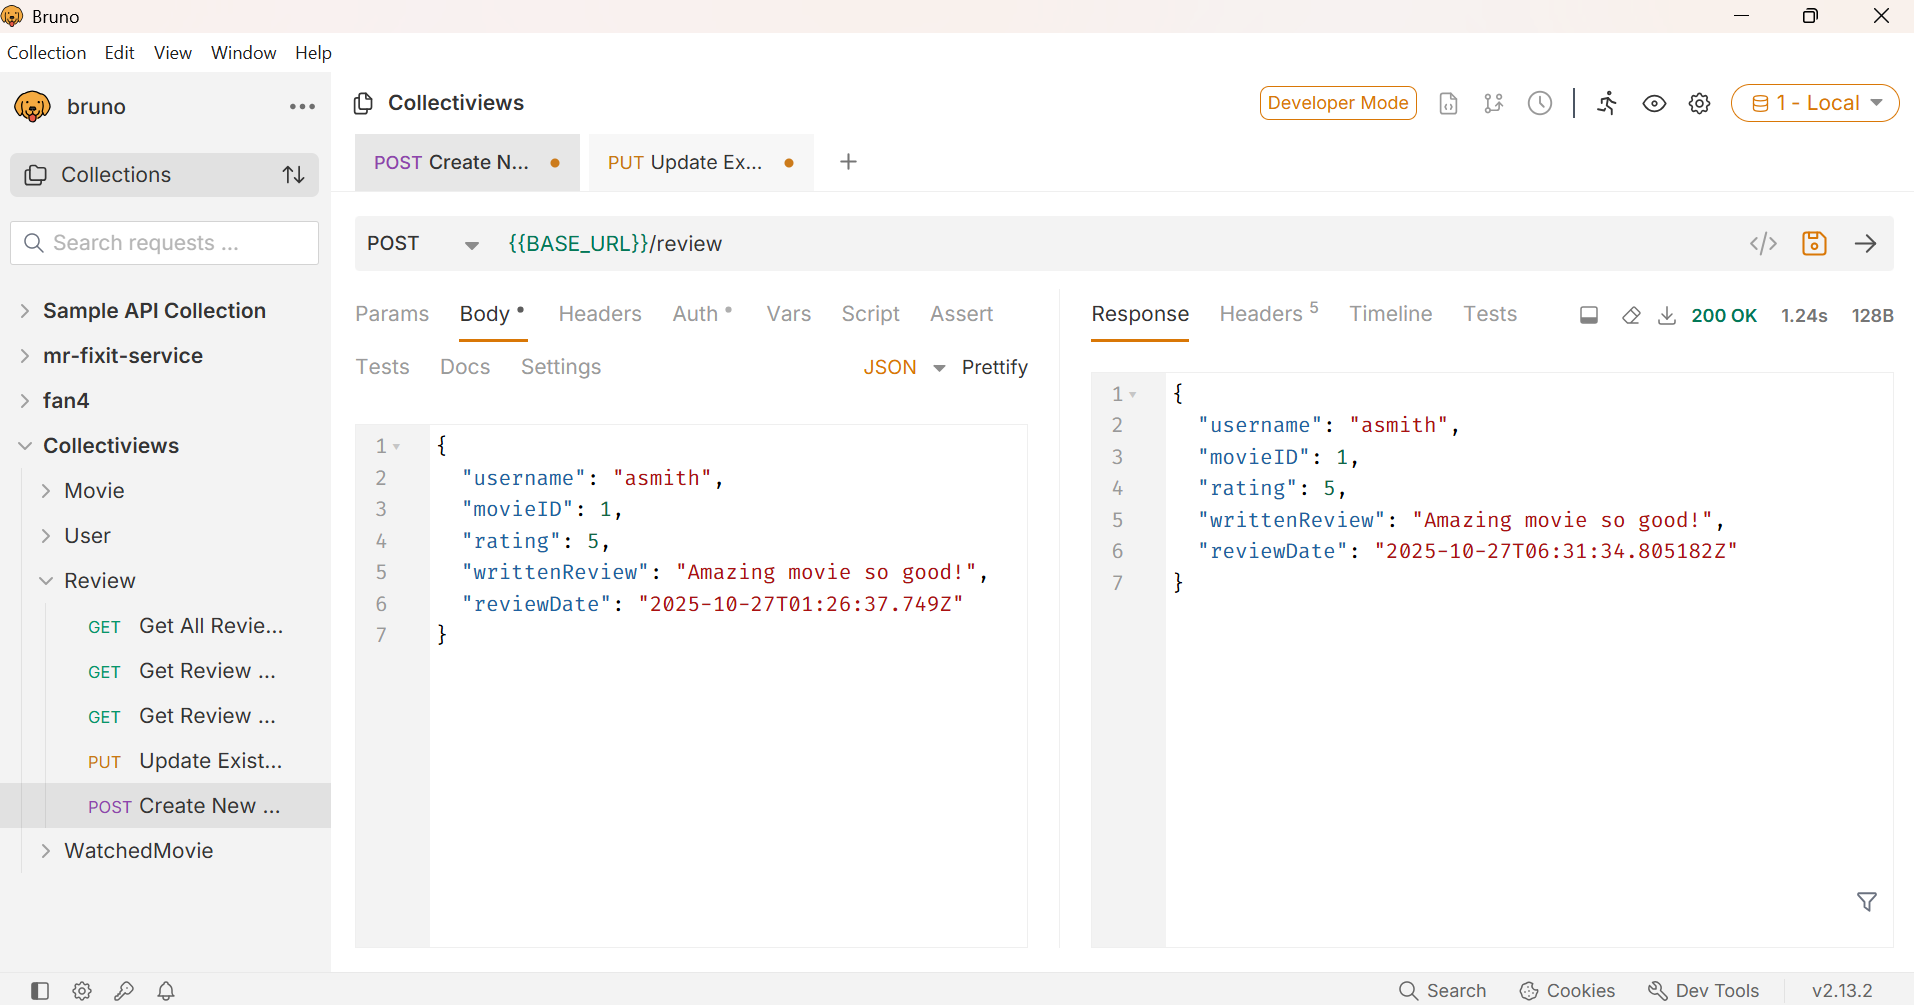 Bruno
Collection Edit View Window Help
bruno
Collections
Search requests ...
Sample API Collection
mr-fixit-service
fan4
Collectiviews
Movie
User
Review
GET Get All Revie...
GET Get Review ...
GET Get Review ...
PUT Update Exist...
POST Create New ...
WatchedMovie
Collectiviews
Developer Mode
1 - Local
POST Create N...
PUT Update Ex...
POST {{BASE_URL}}/review
</>
Params Body Headers Auth Vars Script Assert
Tests Docs Settings
JSON Prettify
1 {
2 "username": "asmith",
3 "movieID": 1,
4 "rating": 5,
5 "writtenReview": "Amazing movie so good!",
6 "reviewDate": "2025-10-27T01:26:37.749Z"
7 }
Response Headers 5 Timeline Tests
200 OK 1.24s 128B
1 {
2 "username": "asmith",
3 "movieID": 1,
4 "rating": 5,
5 "writtenReview": "Amazing movie so good!",
6 "reviewDate": "2025-10-27T06:31:34.805182Z"
7 }
Search Cookies Dev Tools v2.13.2